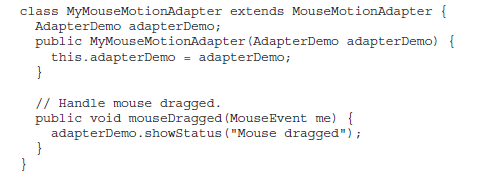 class MyMouseMotionAdapter extends MouseMotionAdapter {
  AdapterDemo adapterDemo;
  public MyMouseMotionAdapter(AdapterDemo adapterDemo) {
    this.adapterDemo = adapterDemo;
  }

  // Handle mouse dragged.
  public void mouseDragged(MouseEvent me) {
    adapterDemo.showStatus("Mouse dragged");
  }
}